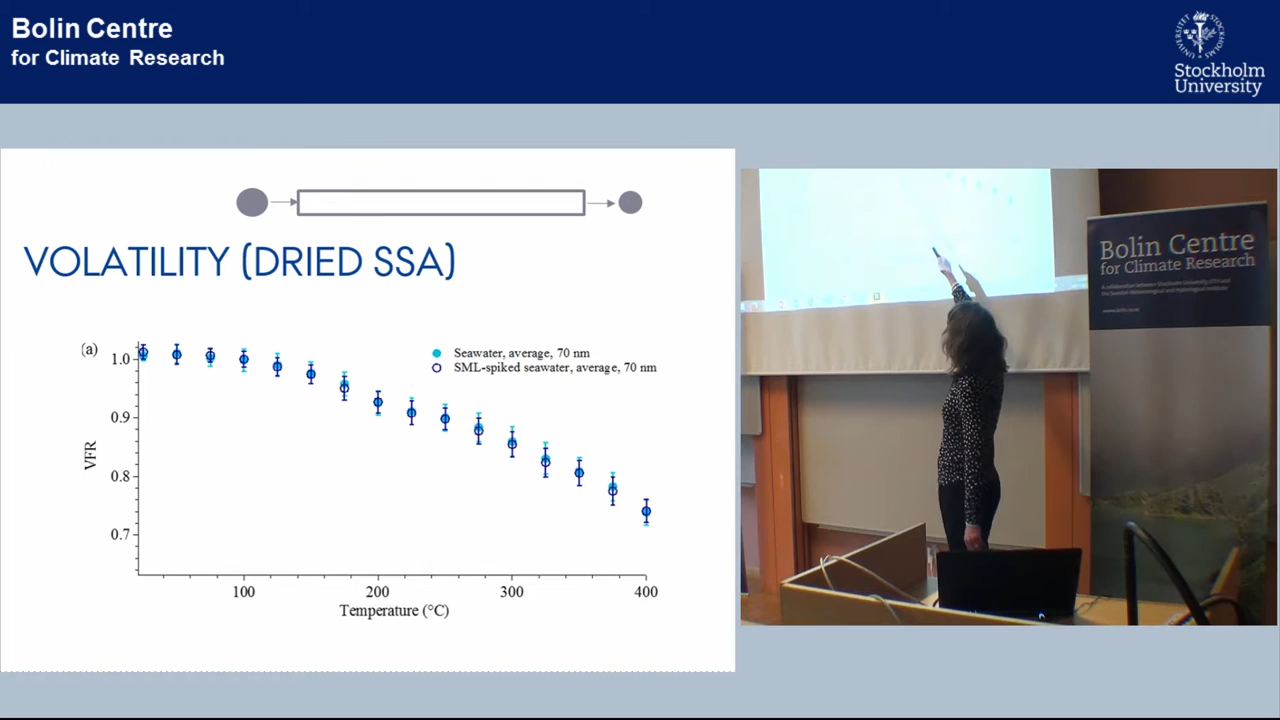 Bolin Centre
for Climate Research
STOCKHOLMS
UNIVERSITET
Stockholm
University
VOLATILITY (DRIED SSA)
(a)
Seawater, average, 70 nm
SML-spiked seawater, average, 70 nm
1.0
0.9
0.8
0.7
VFR
100
200
300
400
Temperature (°C)
Bolin Centre
for Climate Research